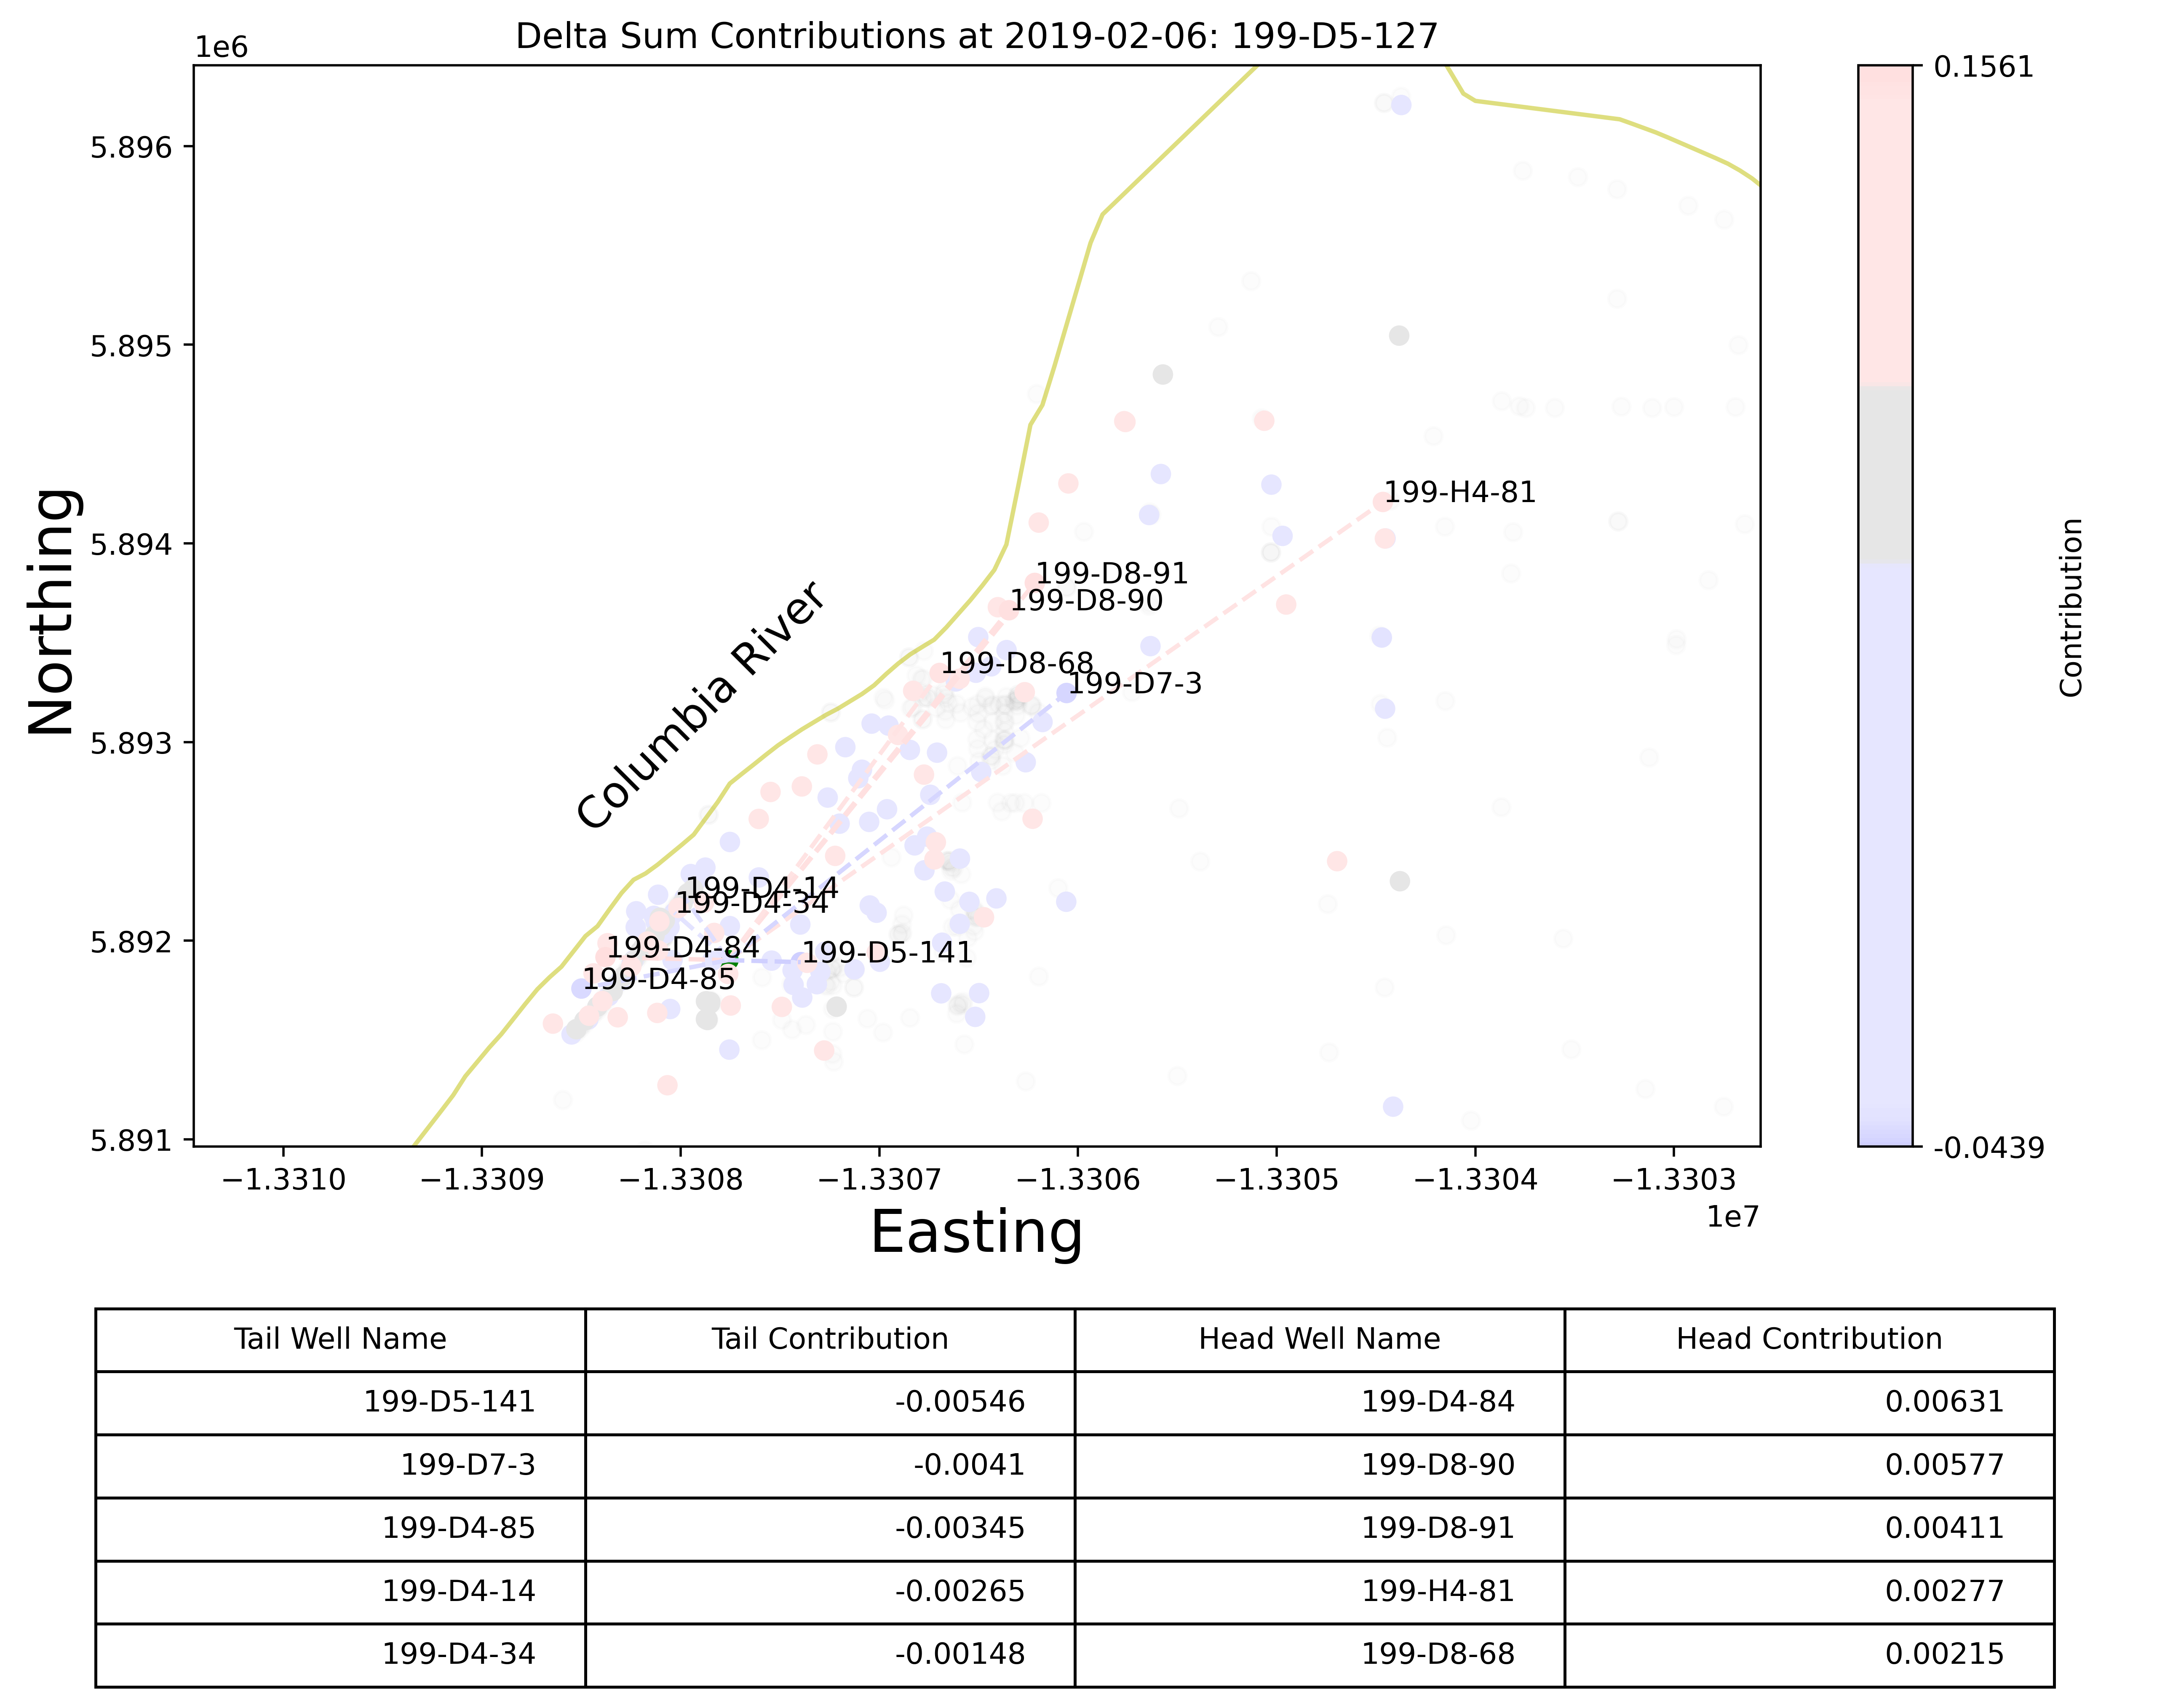 Delta Sum Contributions at 2019-02-06: 199-D5-127
1e6
5.896
5.895
5.894
5.893
5.892
5.891
Northing
Columbia River
199-H4-81
199-D8-91
199-D8-90
199-D8-68
199-D7-3
199-D4-14
199-D4-34
199-D4-84
199-D5-141
199-D4-85
−1.3310
−1.3309
−1.3308
−1.3307
−1.3306
−1.3305
−1.3304
−1.3303
1e7
Easting
0.1561
-0.0439
Contribution
Tail Well Name Tail Contribution Head Well Name Head Contribution
199-D5-141 -0.00546 199-D4-84 0.00631
199-D7-3 -0.0041 199-D8-90 0.00577
199-D4-85 -0.00345 199-D8-91 0.00411
199-D4-14 -0.00265 199-H4-81 0.00277
199-D4-34 -0.00148 199-D8-68 0.00215